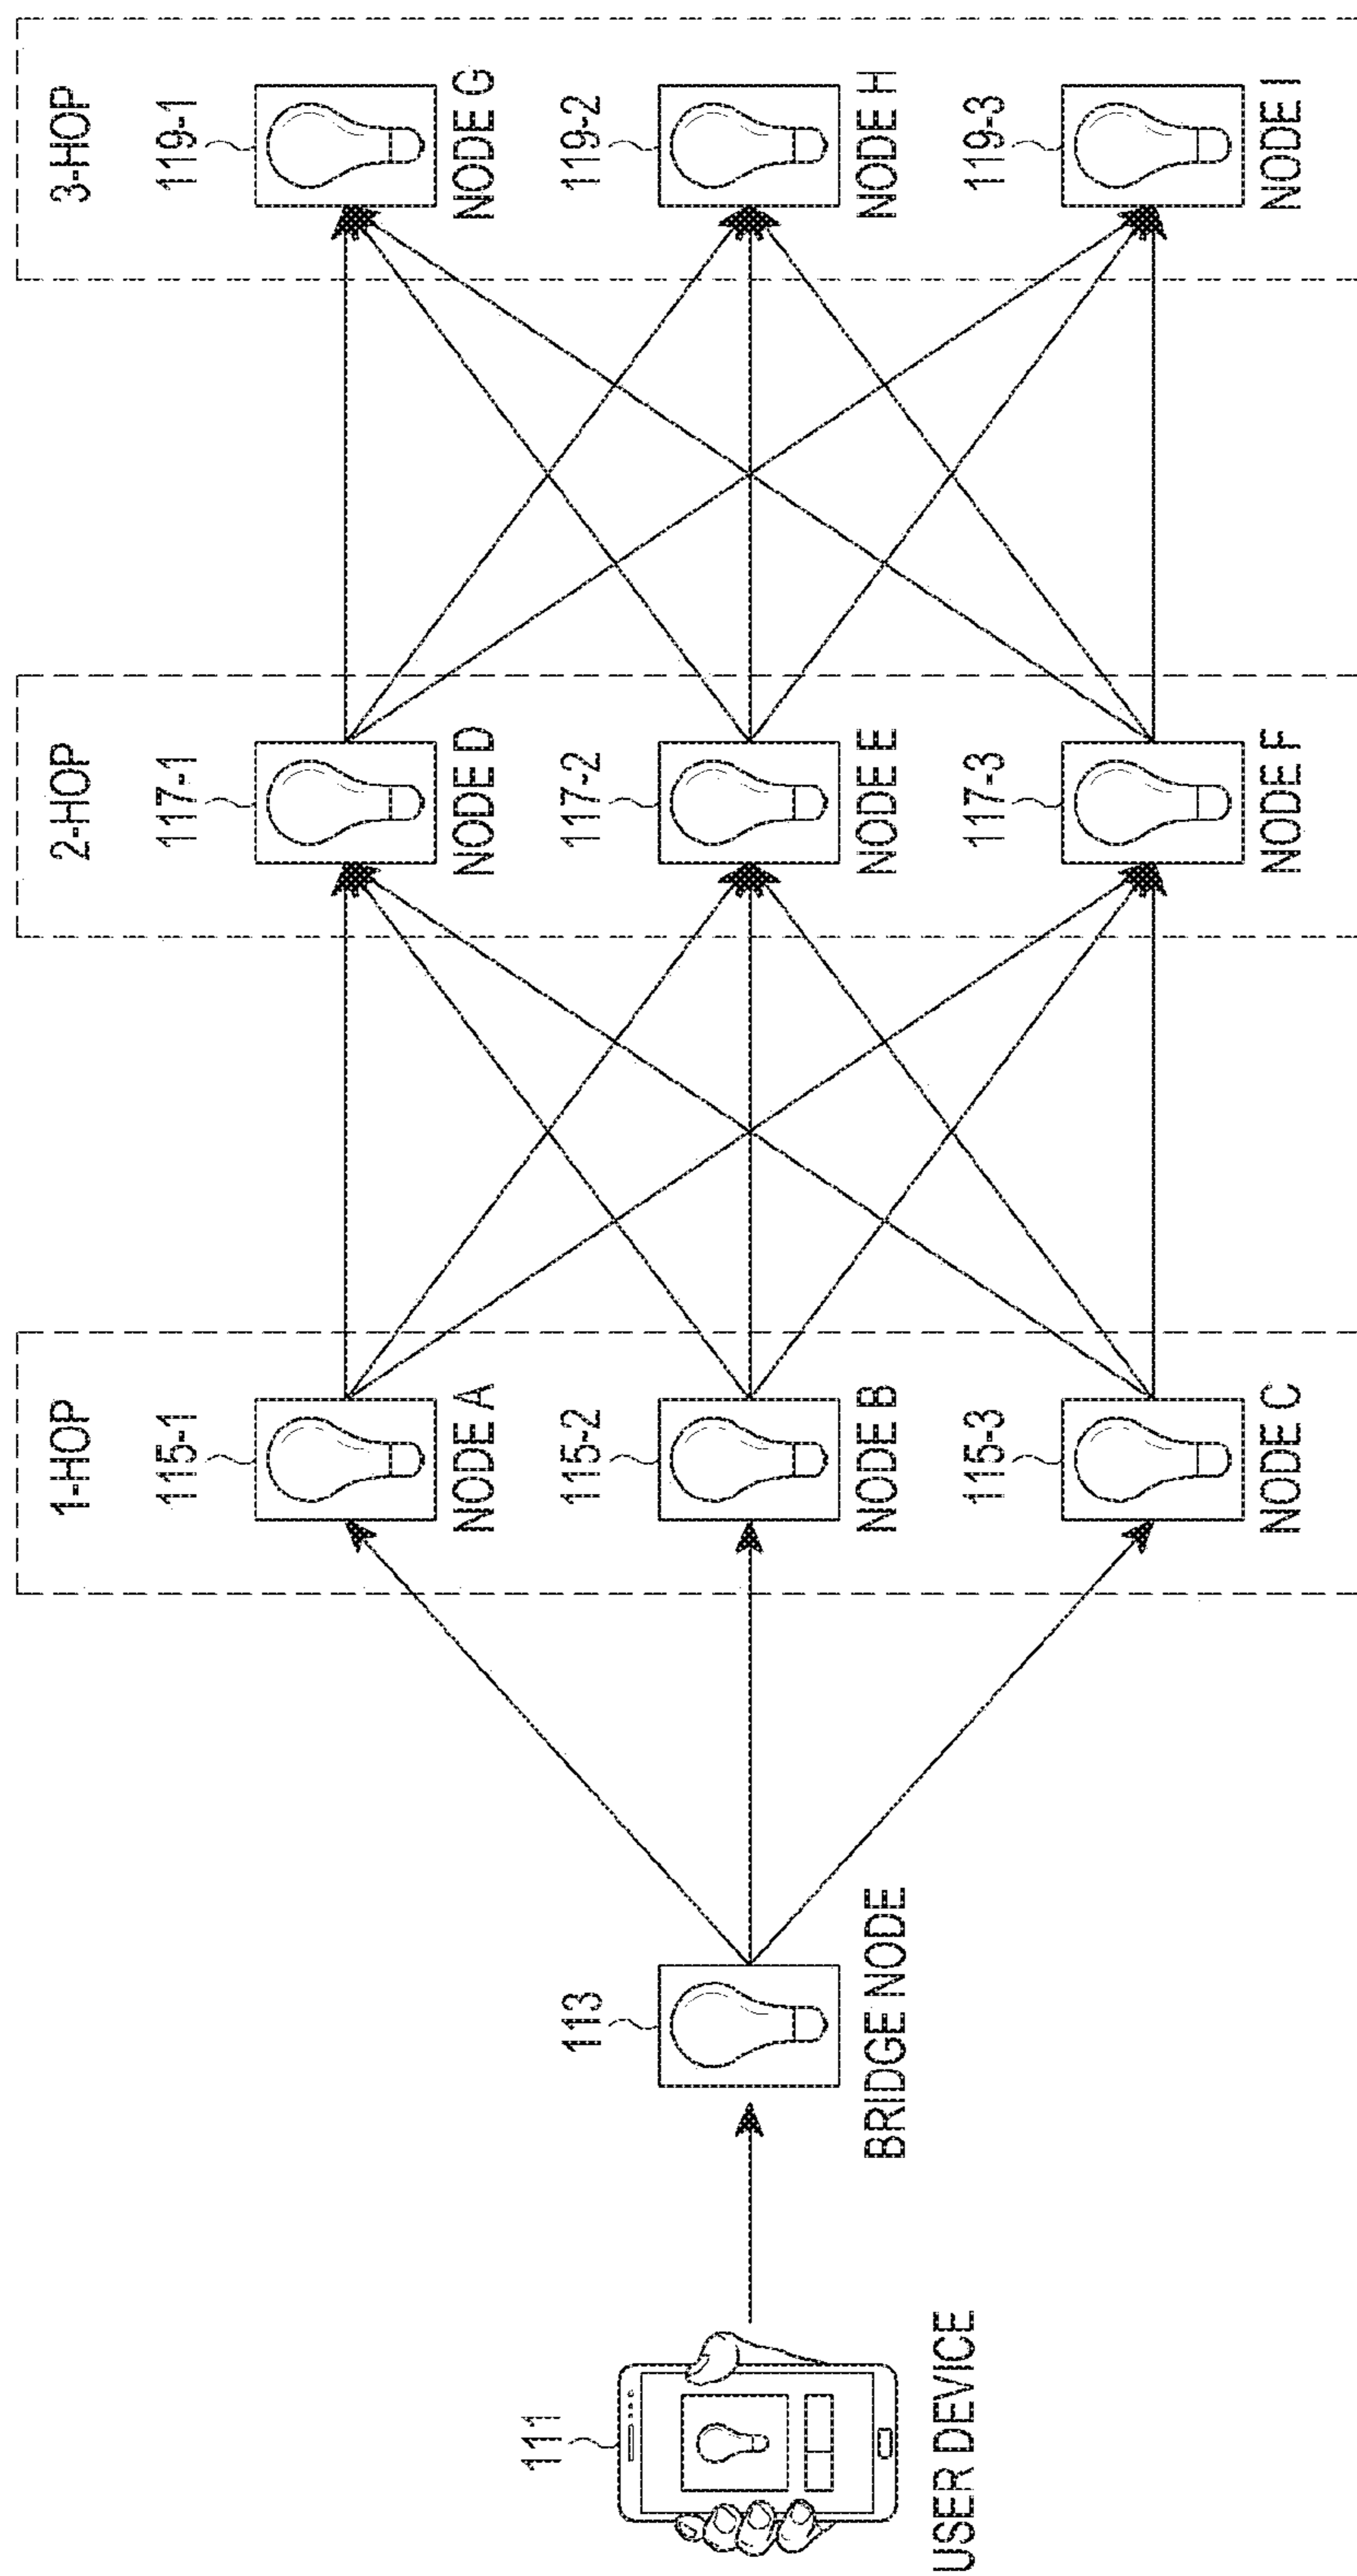 111
USER DEVICE
113
BRIDGE NODE
1-HOP
115-1
NODE A
115-2
NODE B
115-3
NODE C
2-HOP
117-1
NODE D
117-2
NODE E
117-3
NODE F
3-HOP
119-1
NODE G
119-2
NODE H
119-3
NODE I